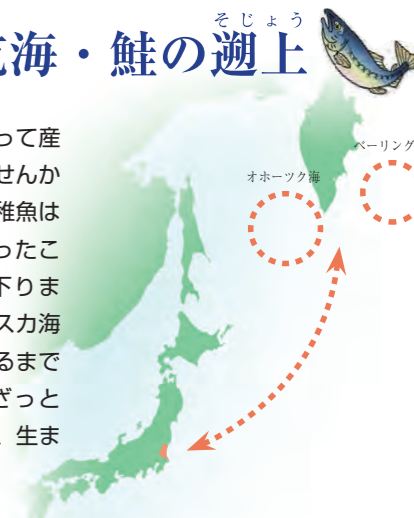 そじょう
海・鮭の遡上
って産
せんか
稚魚は
ったこ
下りま
スカ海
るまで
ざっと
生ま
オホーツク海
ベーリング